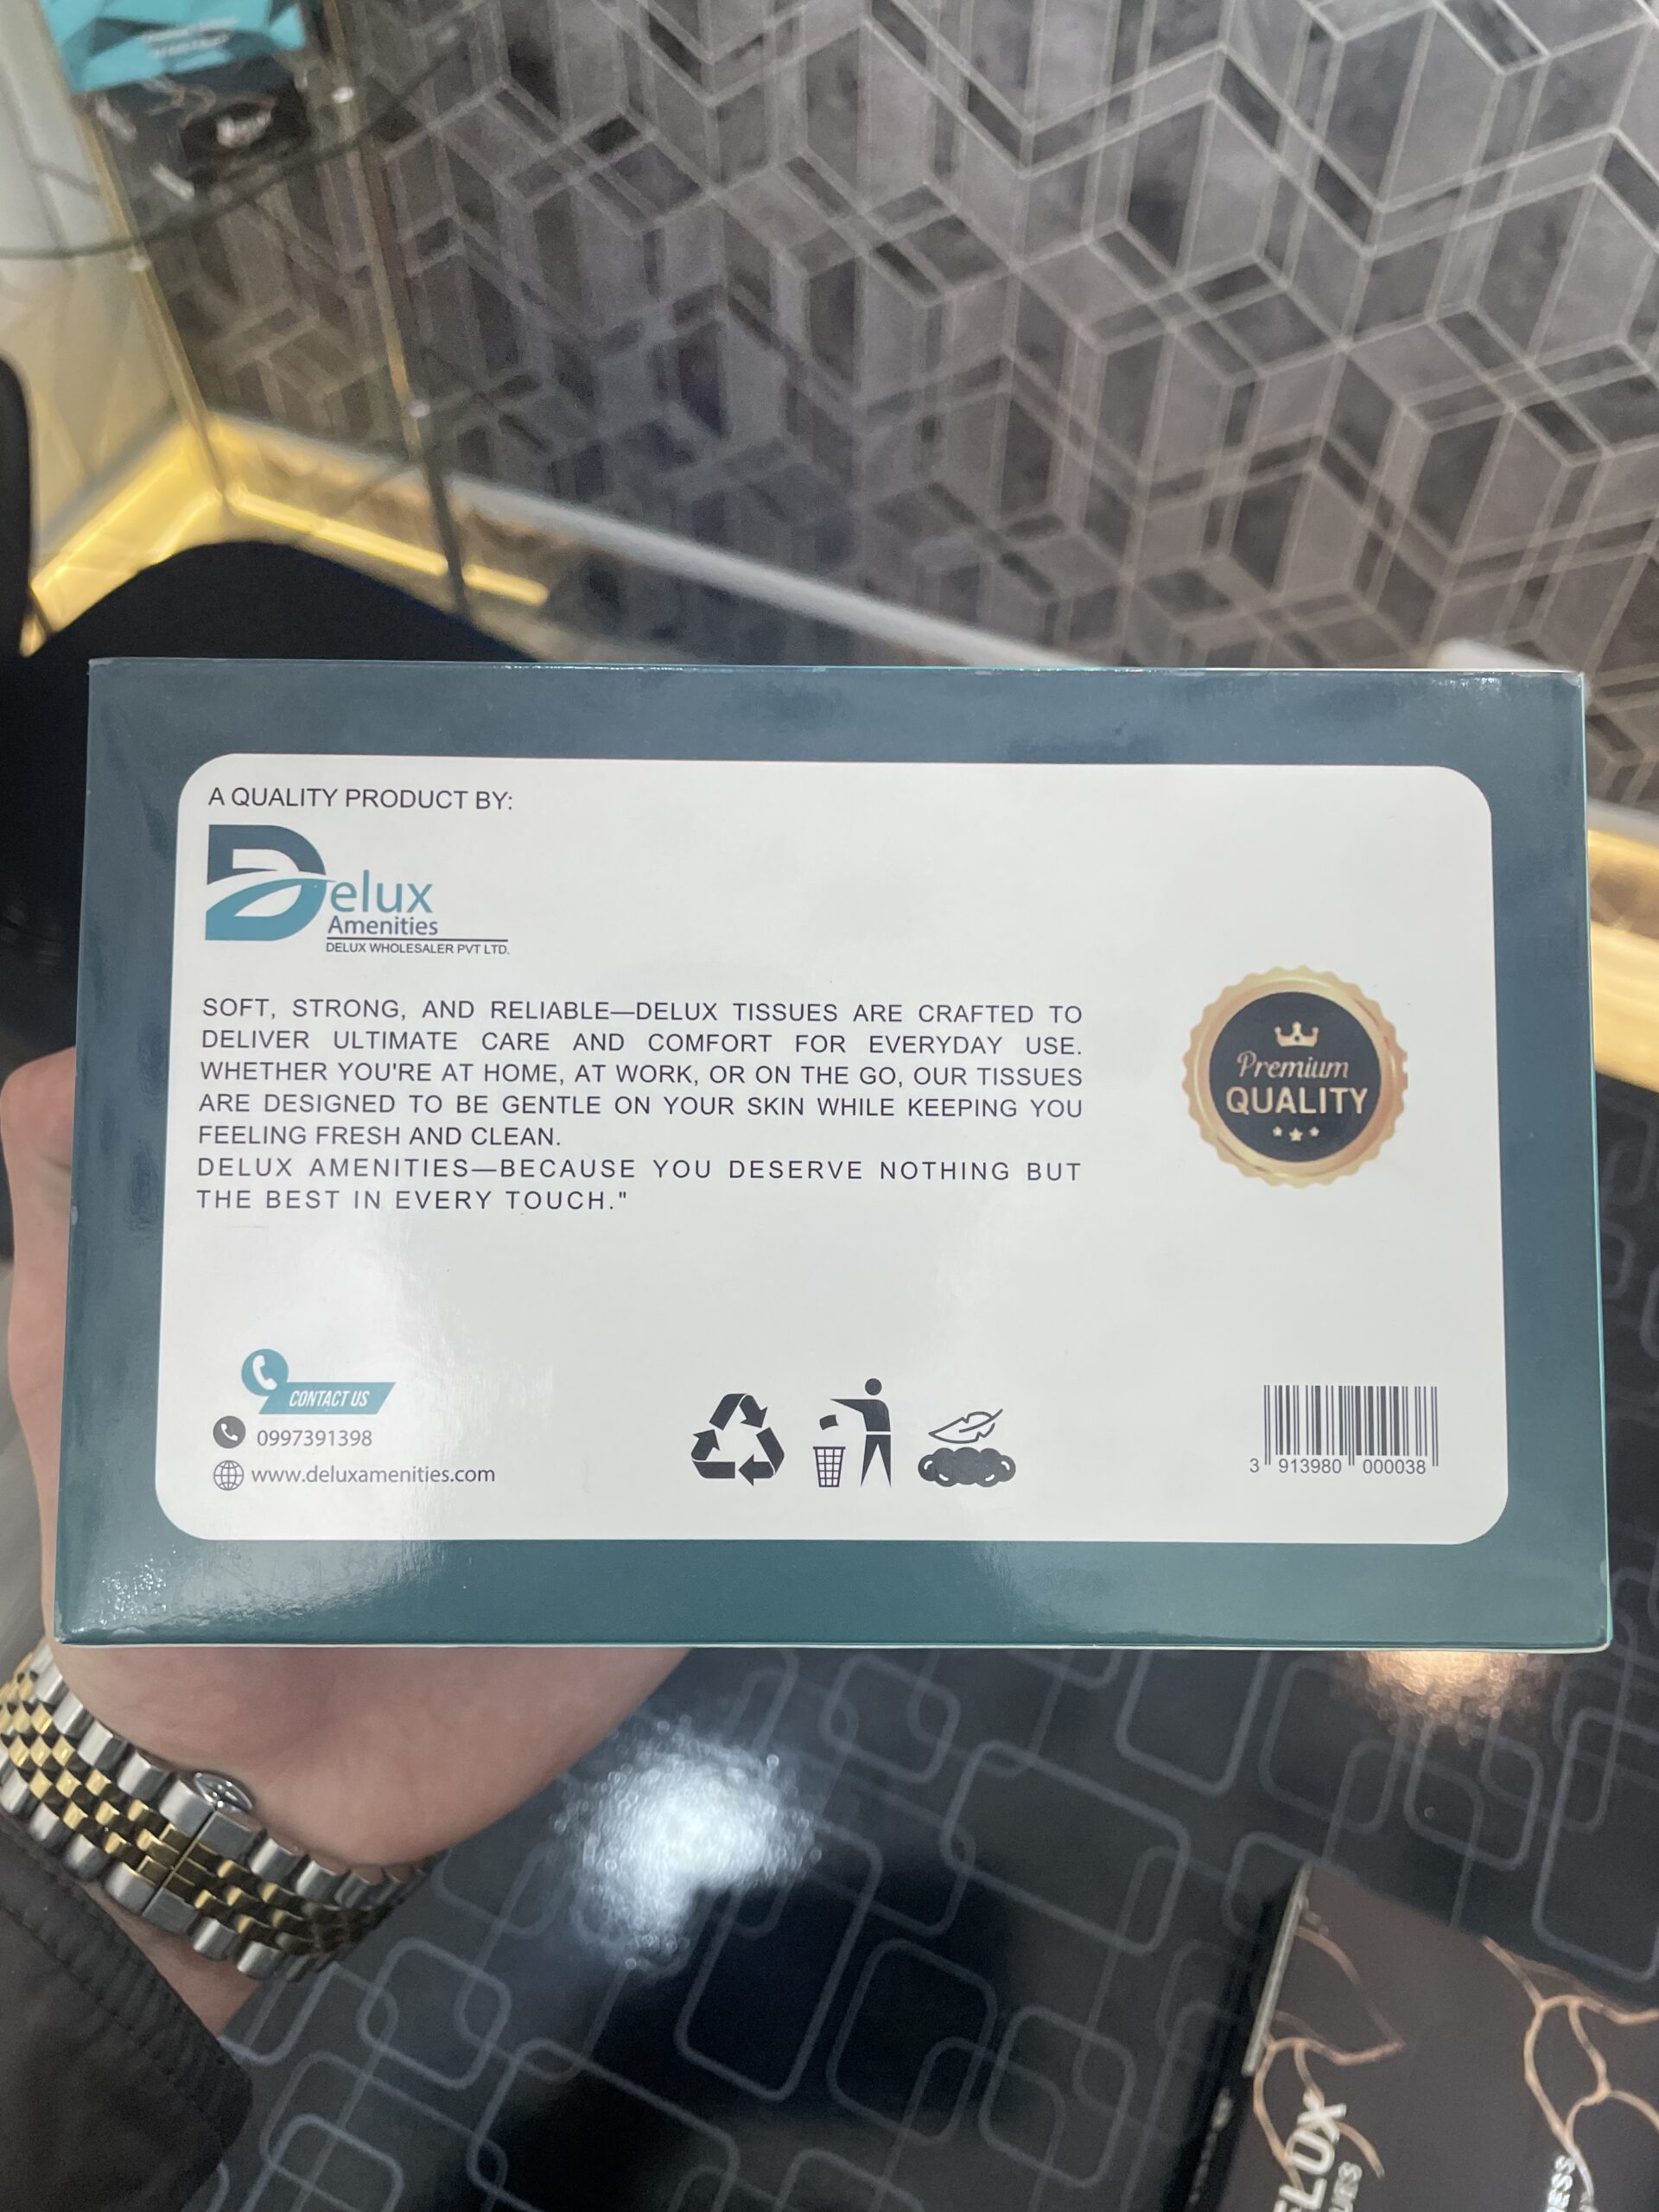 A QUALITY PRODUCT BY:
Delux
Amenities
DELUX WHOLESALER PVT LTD.
SOFT, STRONG, AND RELIABLE—DELUX TISSUES ARE CRAFTED TO
DELIVER ULTIMATE CARE AND COMFORT FOR EVERYDAY USE.
WHETHER YOU'RE AT HOME, AT WORK, OR ON THE GO, OUR TISSUES
ARE DESIGNED TO BE GENTLE ON YOUR SKIN WHILE KEEPING YOU
FEELING FRESH AND CLEAN.
DELUX AMENITIES—BECAUSE YOU DESERVE NOTHING BUT
THE BEST IN EVERY TOUCH."
Premium
QUALITY
CONTACT US
0997391398
www.deluxamenities.com
3 913980 000038